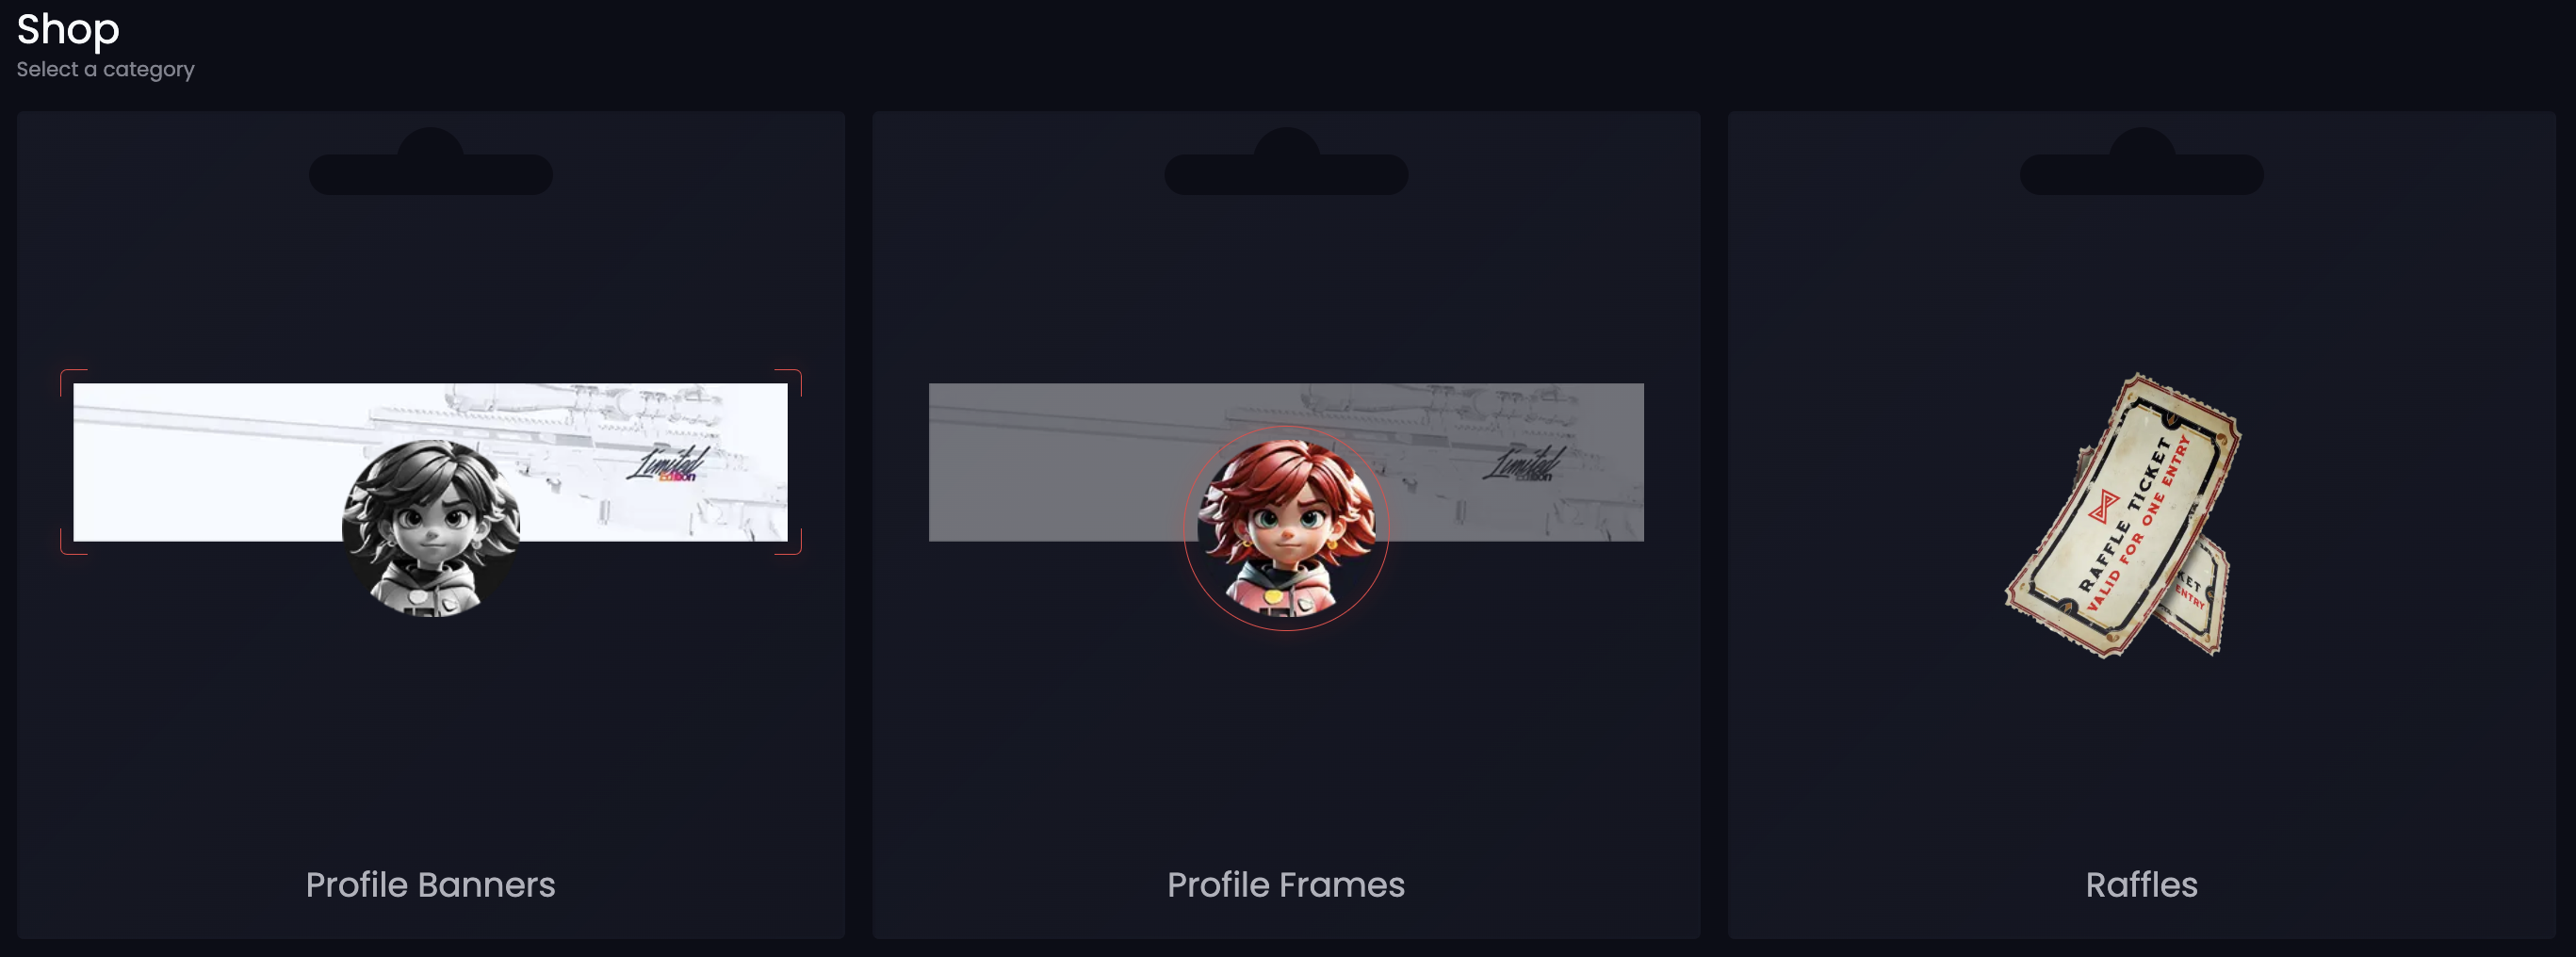 Shop
Select a category
Limited
Edition
Limited
Edition
RAFFLE TICKET
VALID FOR ONE ENTRY
KET
ENTRY
Profile Banners
Profile Frames
Raffles